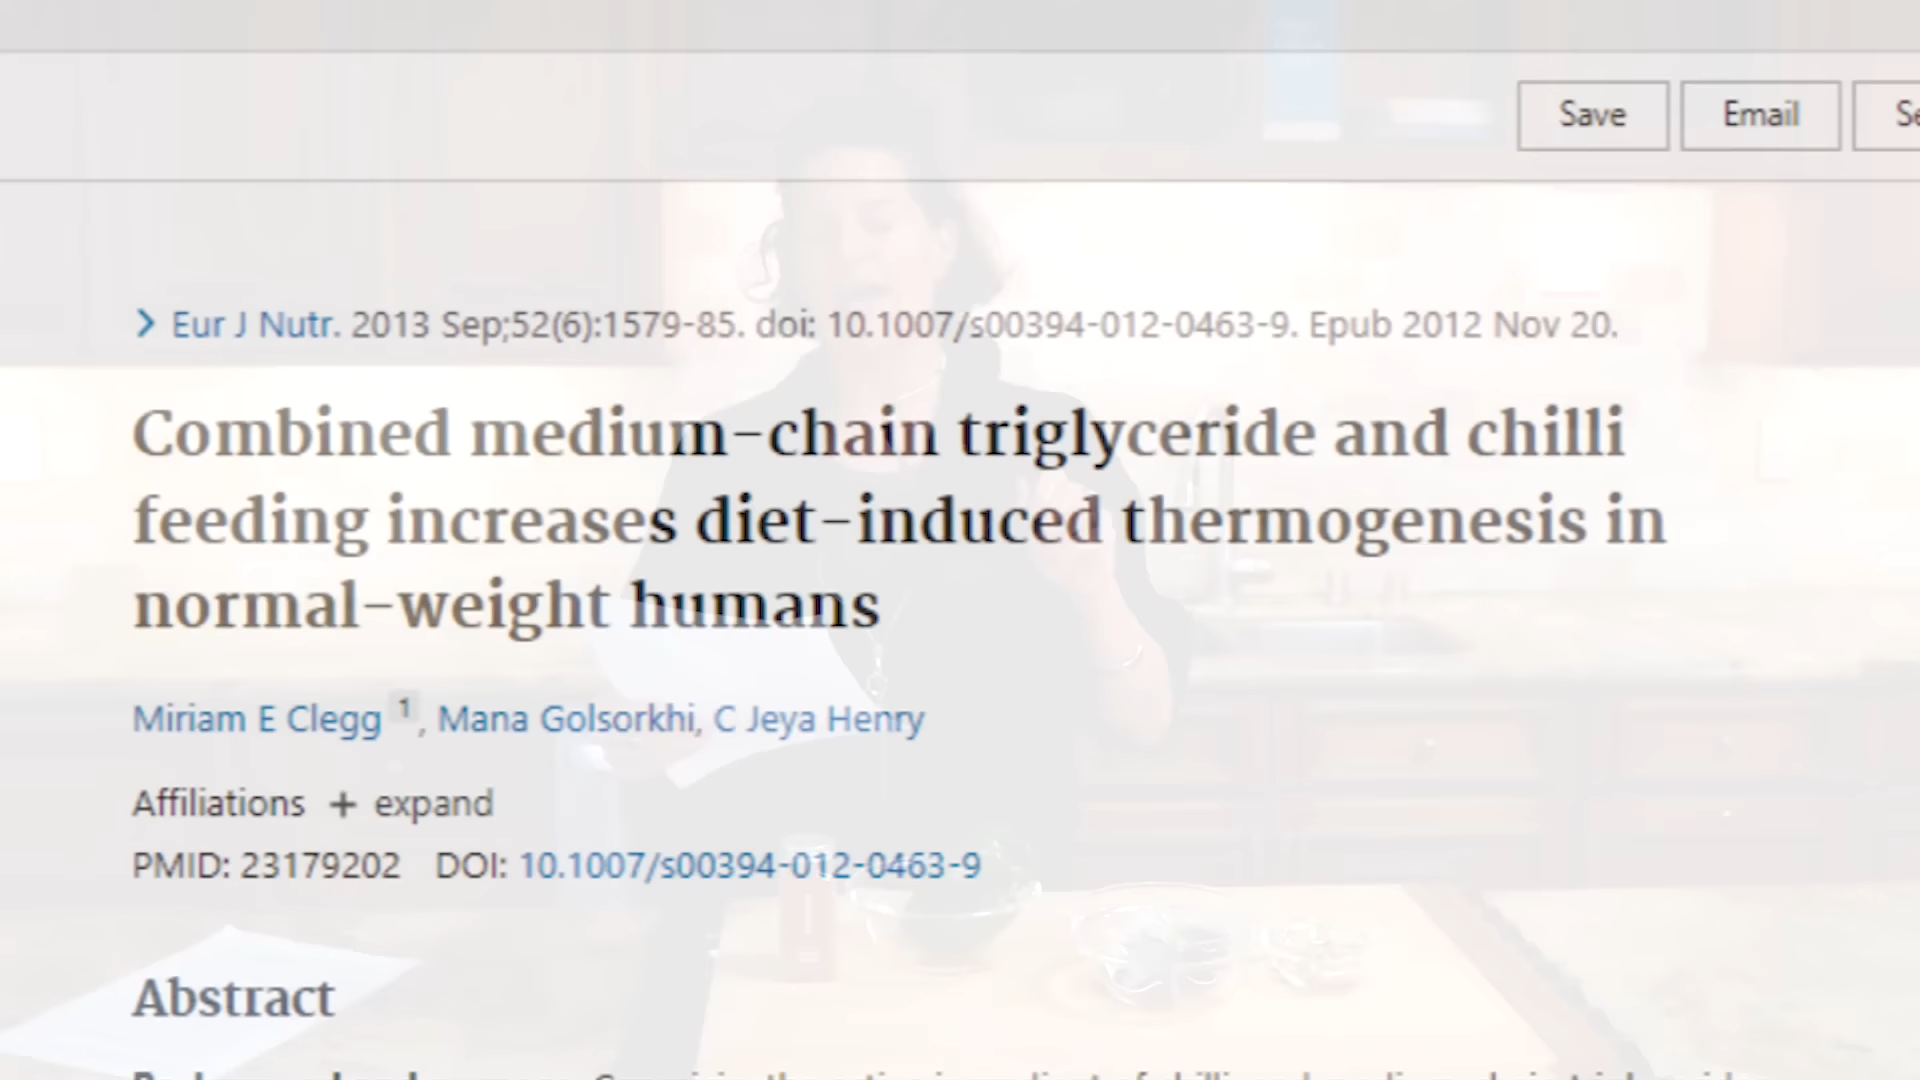 Save Email
Eur J Nutr. 2013 Sep;52(6):1579-85. doi: 10.1007/s00394-012-0463-9. Epub 2012 Nov 20.
Combined medium-chain triglyceride and chilli
feeding increases diet-induced thermogenesis in
normal-weight humans
Miriam E Clegg 1, Mana Golsorkhi, C Jeya Henry
Affiliations + expand
PMID: 23179202 DOI: 10.1007/s00394-012-0463-9
Abstract